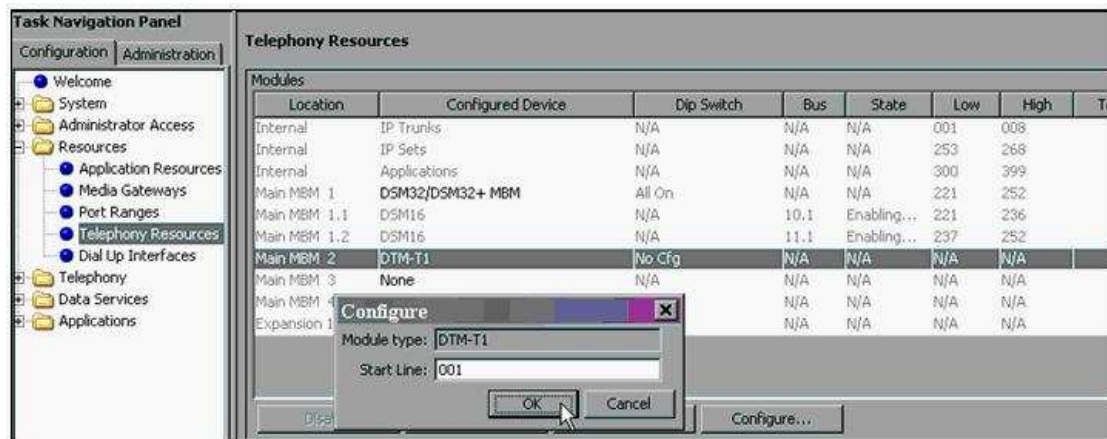 Task Navigation Panel
Configuration Administration
Welcome
System
Administrator Access
Resources
Application Resources
Media Gateways
Port Ranges
Telephony Resources
Dial Up Interfaces
Telephony
Data Services
Applications
Telephony Resources
Modules
Location Configured Device Dip Switch Bus State Low High
Internal IP Trunks N/A N/A N/A 001 008
Internal IP Sets N/A N/A N/A 253 268
Internal Applications N/A N/A N/A 300 399
Main MBM 1 DSM32/DSM32+ MBM All On N/A N/A 221 252
Main MBM 1.1 DSM16 N/A 10.1 Enabling... 221 236
Main MBM 1.2 DSM16 N/A 11.1 Enabling... 237 252
Main MBM 2 DTM-T1 No Cfg N/A N/A N/A N/A
Main MBM 3 None N/A N/A N/A N/A N/A
Main MBM N/A N/A N/A N/A
Expansion 1 N/A N/A N/A N/A
Configure
Module type: DTM-T1
Start Line: 001
OK Cancel
Configure...